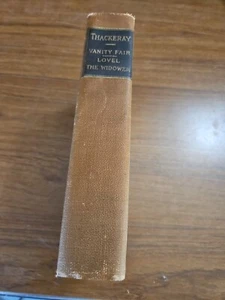 THACKERAY
VANITY FAIR
LOVEL
THE WIDOWER